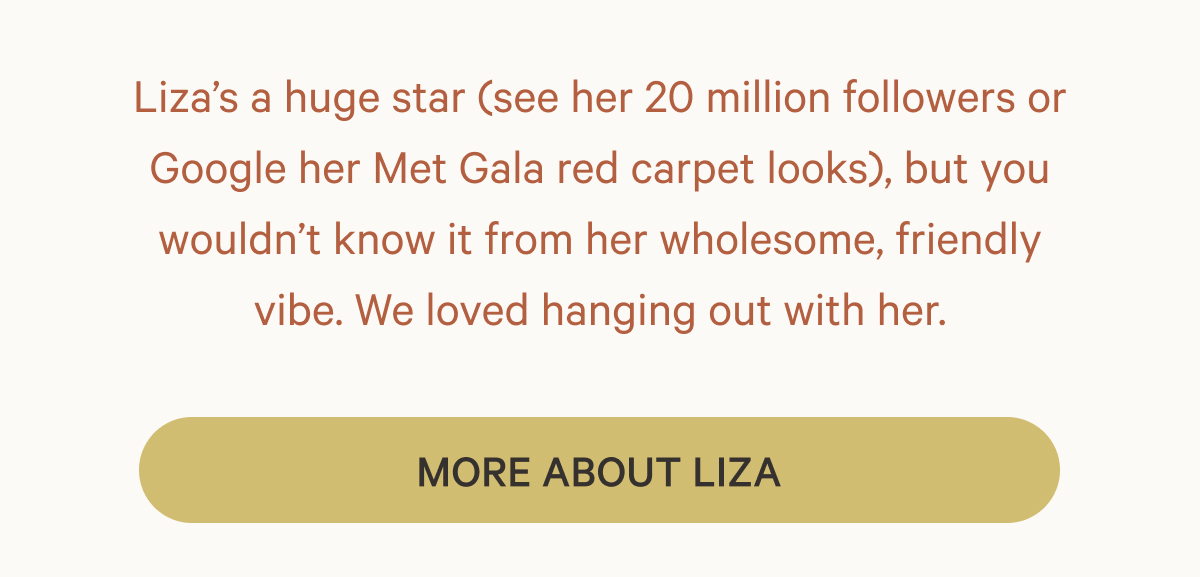 Liza’s a huge star (see her 20 million followers or
Google her Met Gala red carpet looks), but you
wouldn’t know it from her wholesome, friendly
vibe. We loved hanging out with her.
MORE ABOUT LIZA